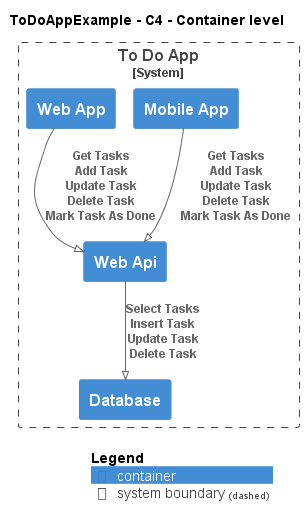 ToDoAppExample - C4 - Container level
To Do App
[System]
Web App
Mobile App
Get Tasks
Add Task
Update Task
Delete Task
Mark Task As Done
Get Tasks
Add Task
Update Task
Delete Task
Mark Task As Done
Web Api
Select Tasks
Insert Task
Update Task
Delete Task
Database
Legend
container
system boundary (dashed)